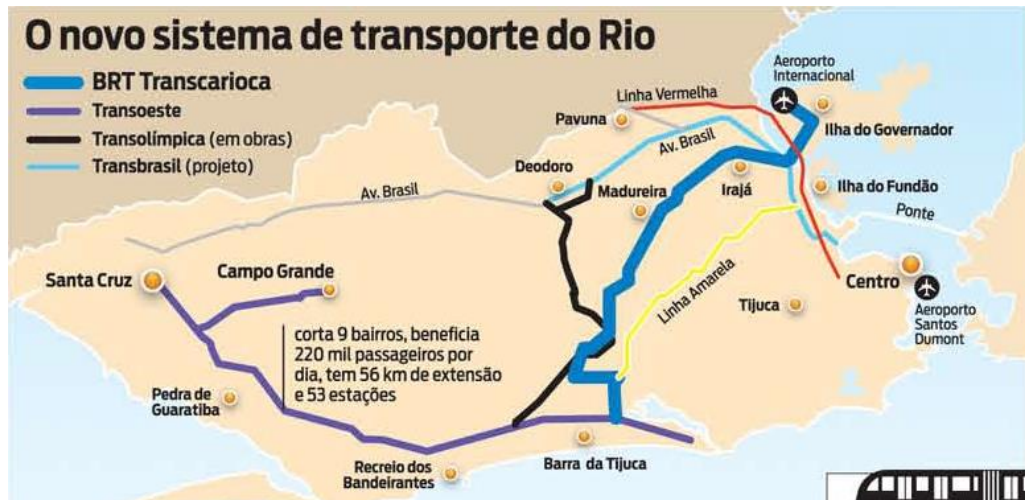 O novo sistema de transporte do Rio
BRT Transcarioca
Transoeste
Transolímpica (em obras)
Transbrasil (projeto)
Aeroporto
Internacional
Linha Vermelha
Pavuna
Ilha do Governador
Av. Brasil
Deodoro
Madureira
Irajá
Ilha do Fundão
Av. Brasil
Ponte
Santa Cruz
Campo Grande
Linha Amarela
Tijuca
Centro
Aeroporto
Santos
Dumont
corta 9 bairros, beneficia
220 mil passageiros por
dia, tem 56 km de extensão
e 53 estações
Pedra de
Guaratiba
Recreio dos
Bandeirantes
Barra da Tijuca